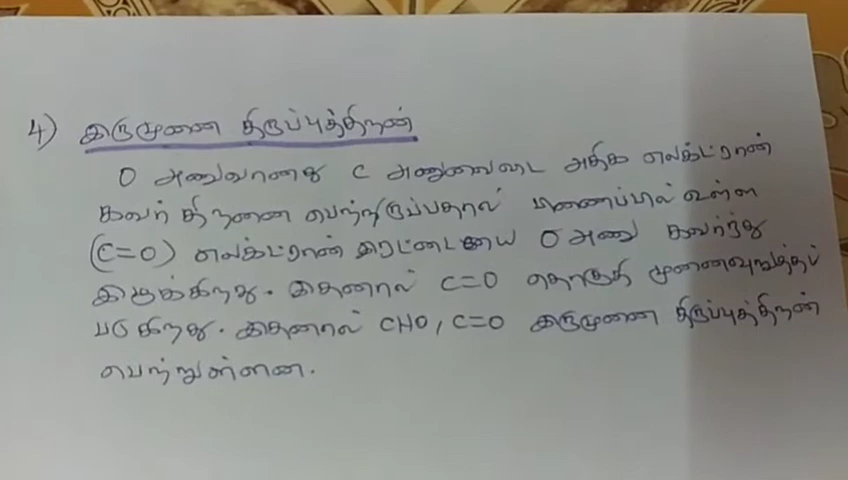 4) இருமுனை திருப்புத்திறன்
O அணுவானது C அணுவைவிட அதிக எலக்ட்ரான்
கவர் திறனை பெற்றிருப்பதால் பிணைப்பில் உள்ள
(C=O) எலக்ட்ரான் இரட்டையை O அணு கவர்ந்து
இழுக்கிறது. இதனால் C=O தொகுதி முனைவுறுத்தப்
படுகிறது. இதனால் CHO, C=O இருமுனை திருப்புத்திறன்
பெற்றுள்ளன.